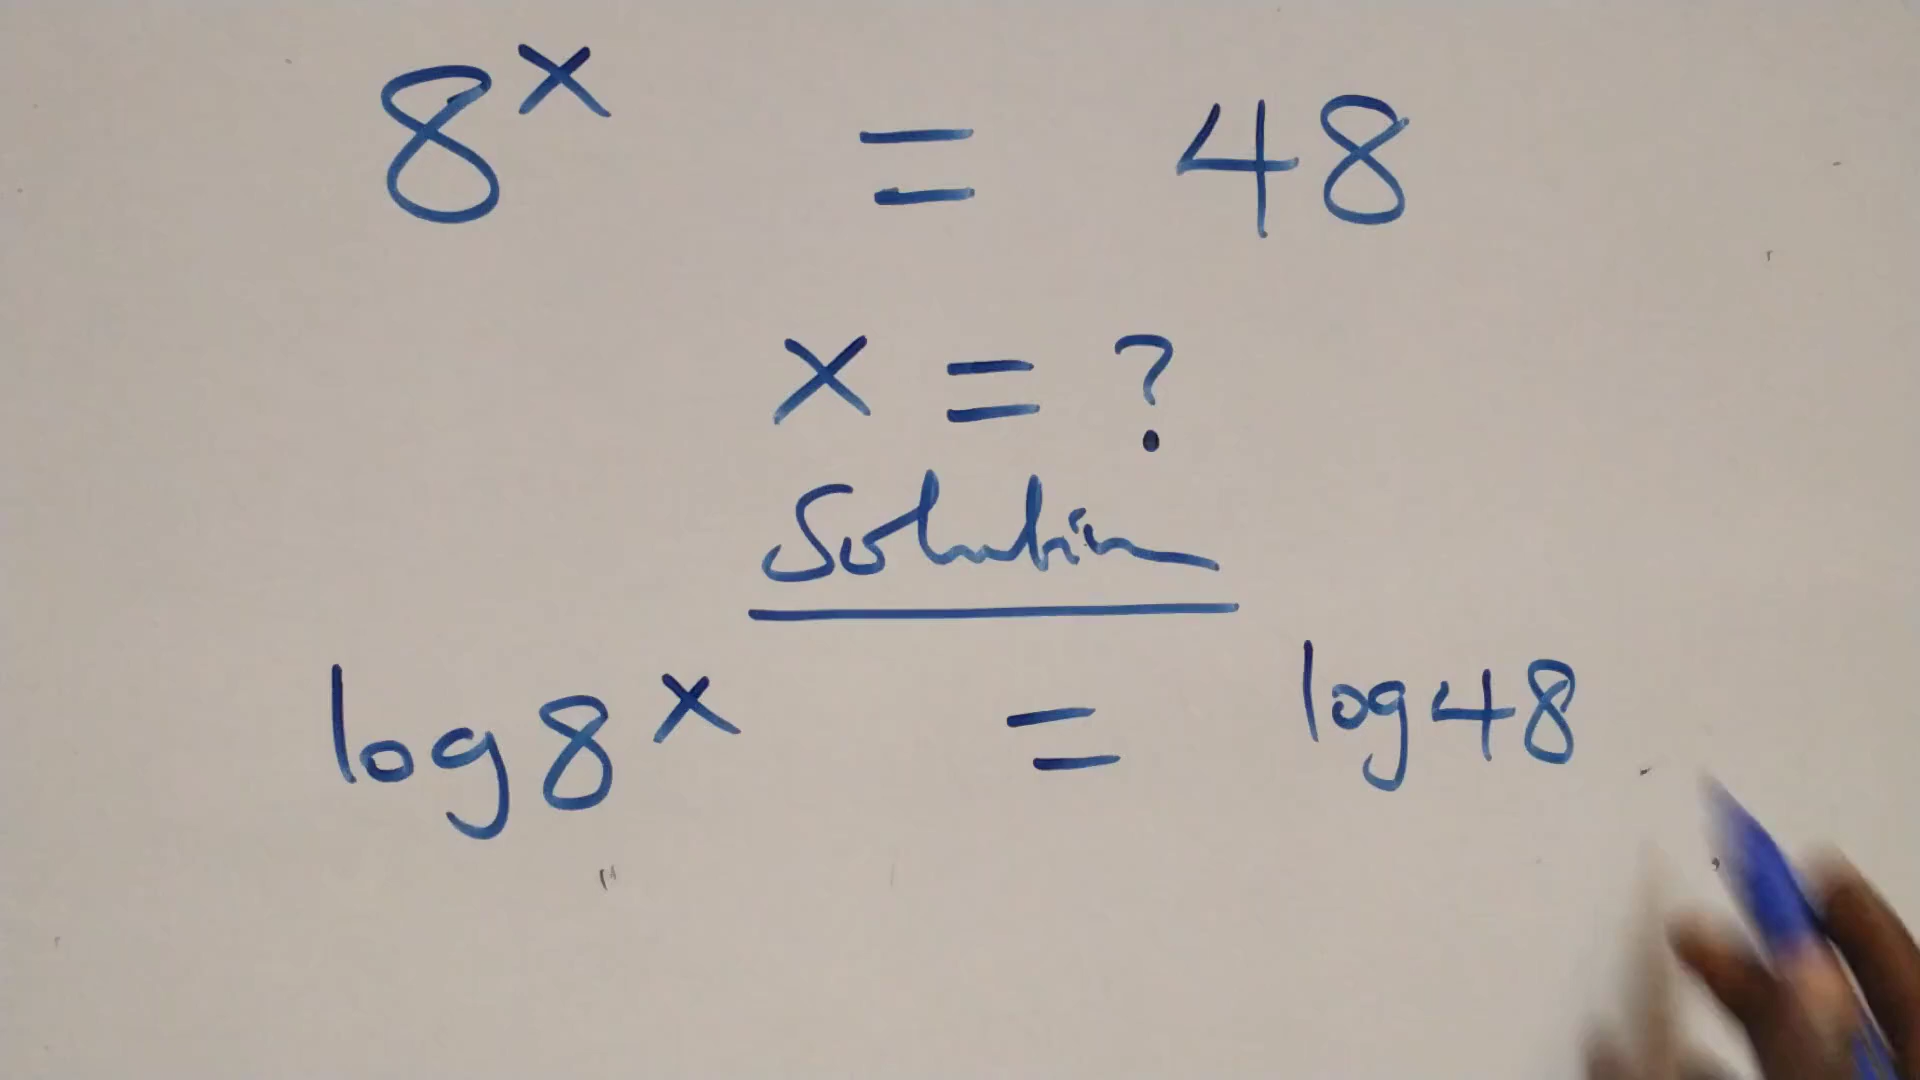 8^x = 48
x = ?
Solution
log 8^x = log 48